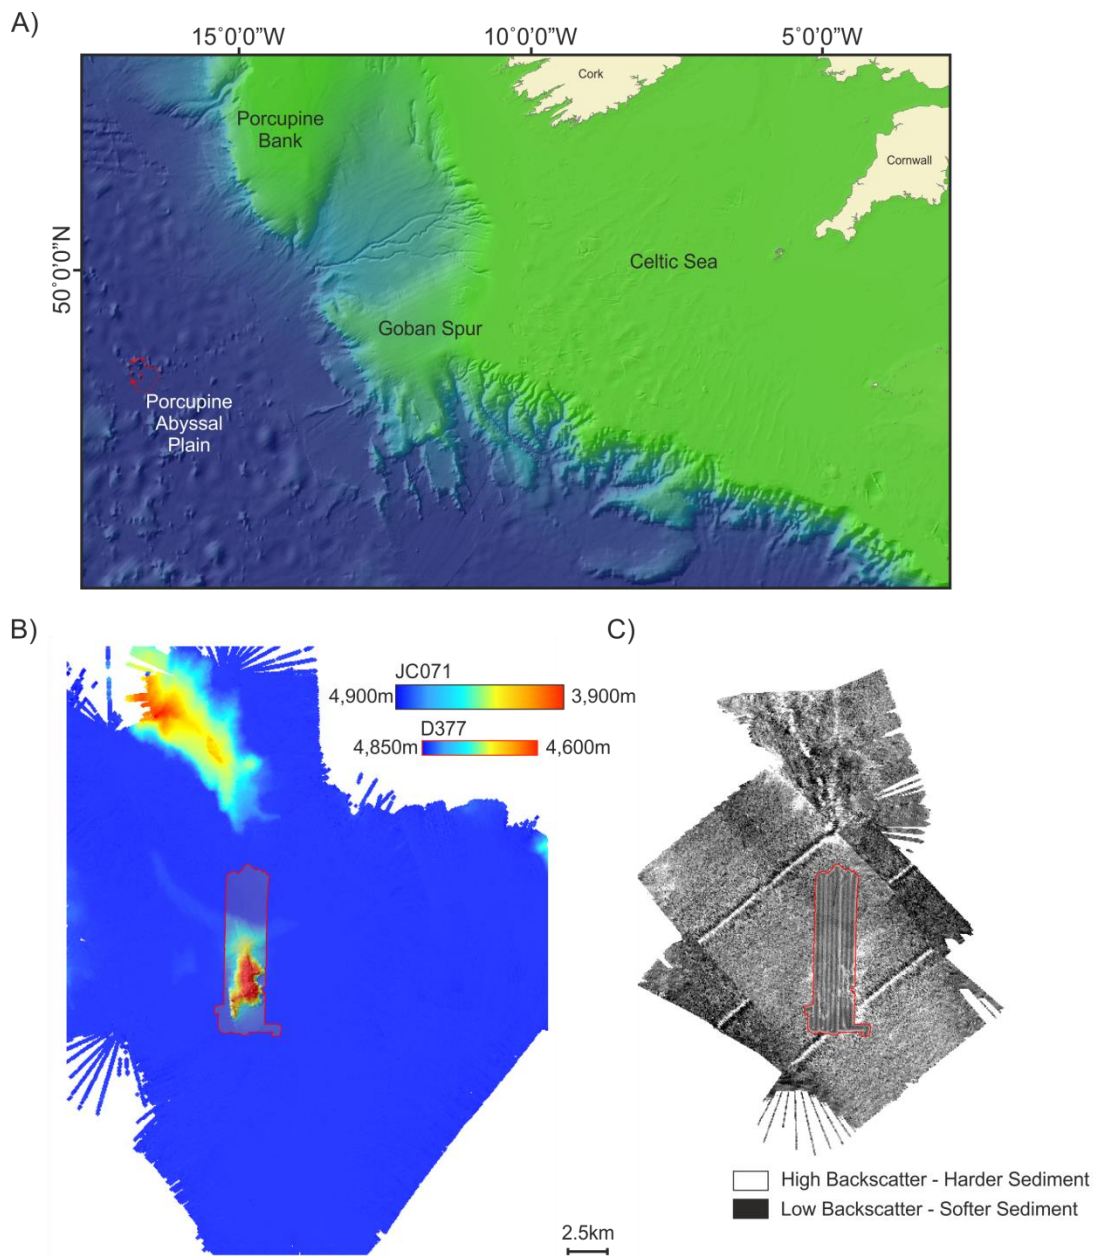 A)
15°0'0"W 10°0'0"W 5°0'0"W
Cork
Porcupine
Bank
Cornwall
50°0'0"N
Celtic Sea
Goban Spur
Porcupine
Abyssal
Plain
B)
C)
JC071
4,900m 3,900m
D377
4,850m 4,600m
High Backscatter - Harder Sediment
Low Backscatter - Softer Sediment
2.5km